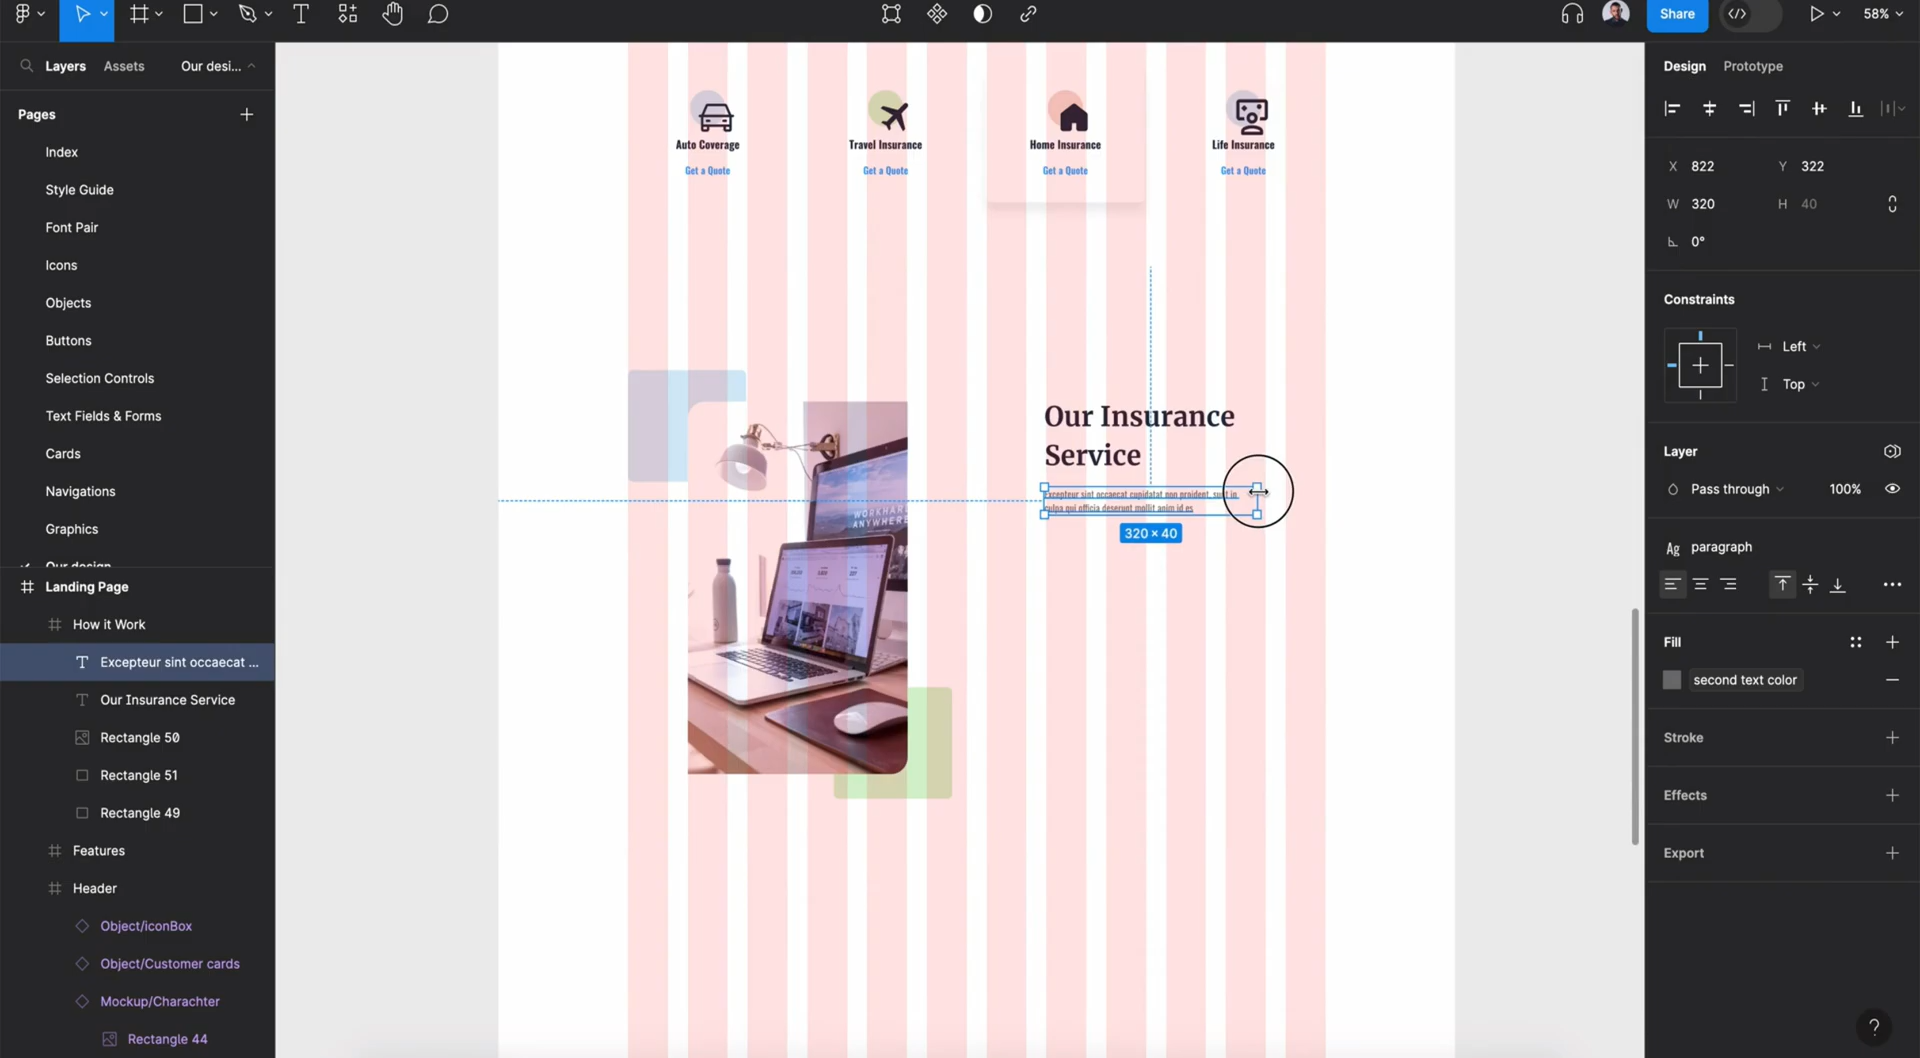 Share
58%
Layers
Assets
Our desi...
Pages
Index
Style Guide
Font Pair
Icons
Objects
Buttons
Selection Controls
Text Fields & Forms
Cards
Navigations
Graphics
Our design
Landing Page
How it Work
Excepteur sint occaecat ...
Our Insurance Service
Rectangle 50
Rectangle 51
Rectangle 49
Features
Header
Object/iconBox
Object/Customer cards
Mockup/Charachter
Rectangle 44
Auto Coverage
Get a Quote
Travel Insurance
Get a Quote
Home Insurance
Get a Quote
Life Insurance
Get a Quote
WORKHARD
ANYWHERE
Our Insurance
Service
Excepteur sint occaecat cupidatat non proident, sunt in
culpa qui officia deserunt mollit anim id es
320 × 40
Design
Prototype
X 822
Y 322
W 320
H 40
0°
Constraints
Left
Top
Layer
Pass through
100%
Ag paragraph
Fill
second text color
Stroke
Effects
Export
?